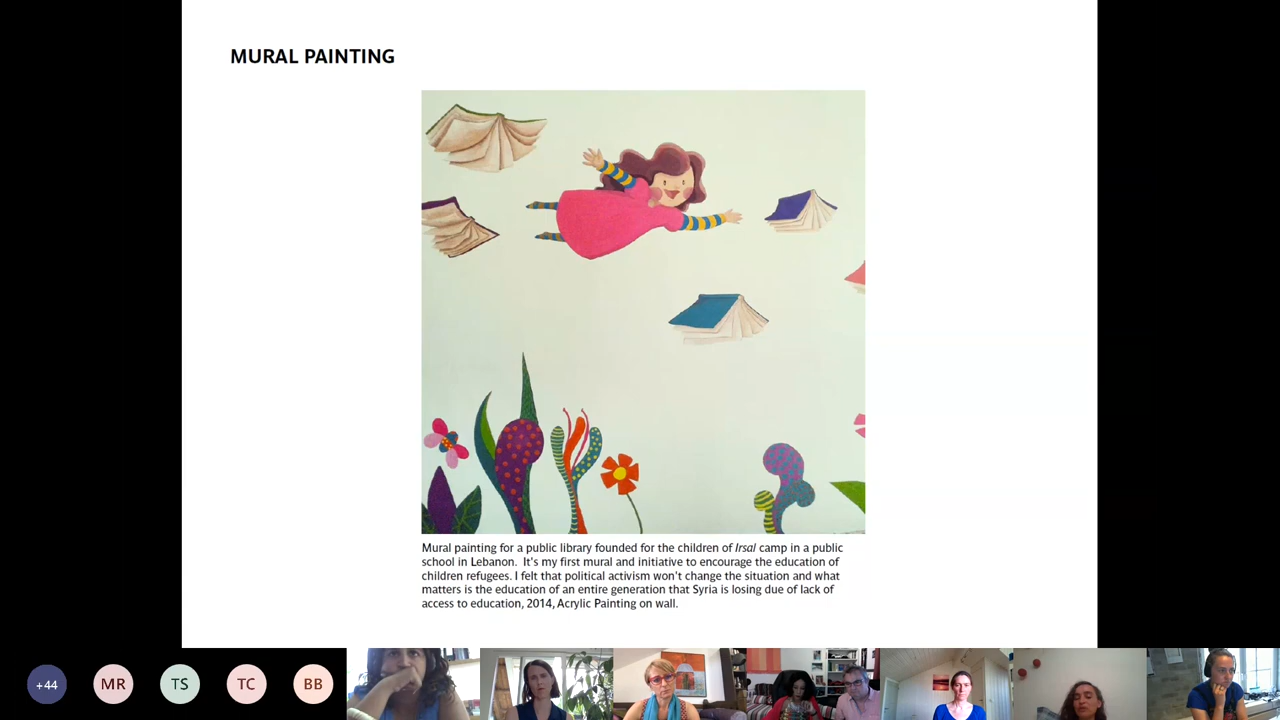 MURAL PAINTING
Mural painting for a public library founded for the children of Irsal camp in a public
school in Lebanon. It's my first mural and initiative to encourage the education of
children refugees. I felt that political activism won't change the situation and what
matters is the education of an entire generation that Syria is losing due of lack of
access to education, 2014, Acrylic Painting on wall.
+44
MR
TS
TC
BB